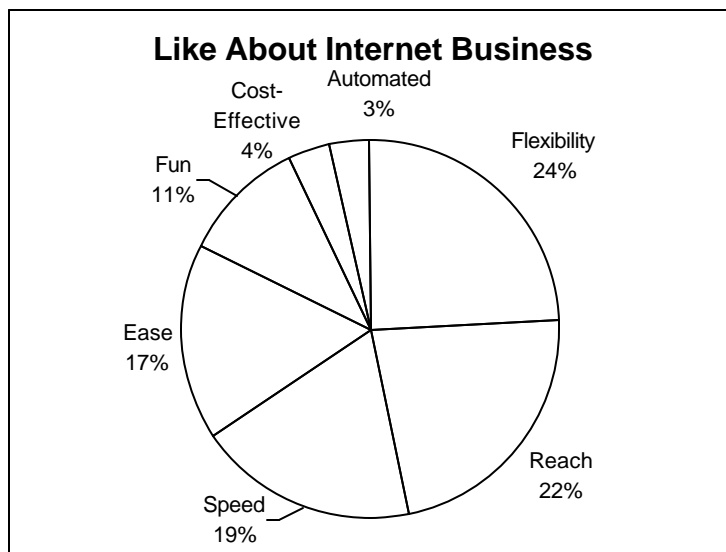 Like About Internet Business
Automated
3%
Flexibility
24%
Reach
22%
Speed
19%
Ease
17%
Fun
11%
Cost-
Effective
4%